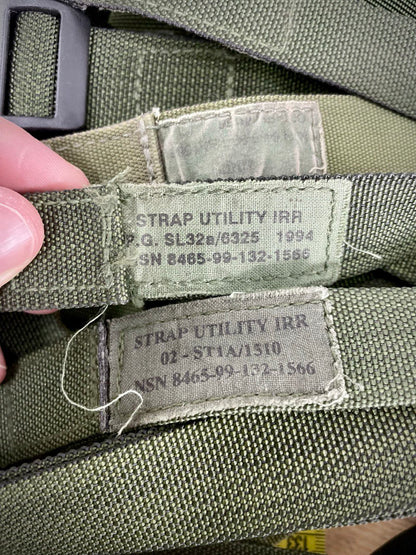 STRAP UTILITY IRR
P.G. SL32a/6325 1994
NSN 8465-99-132-1566
STRAP UTILITY IRR
02 - ST1A/1510
NSN 8465-99-132-1566